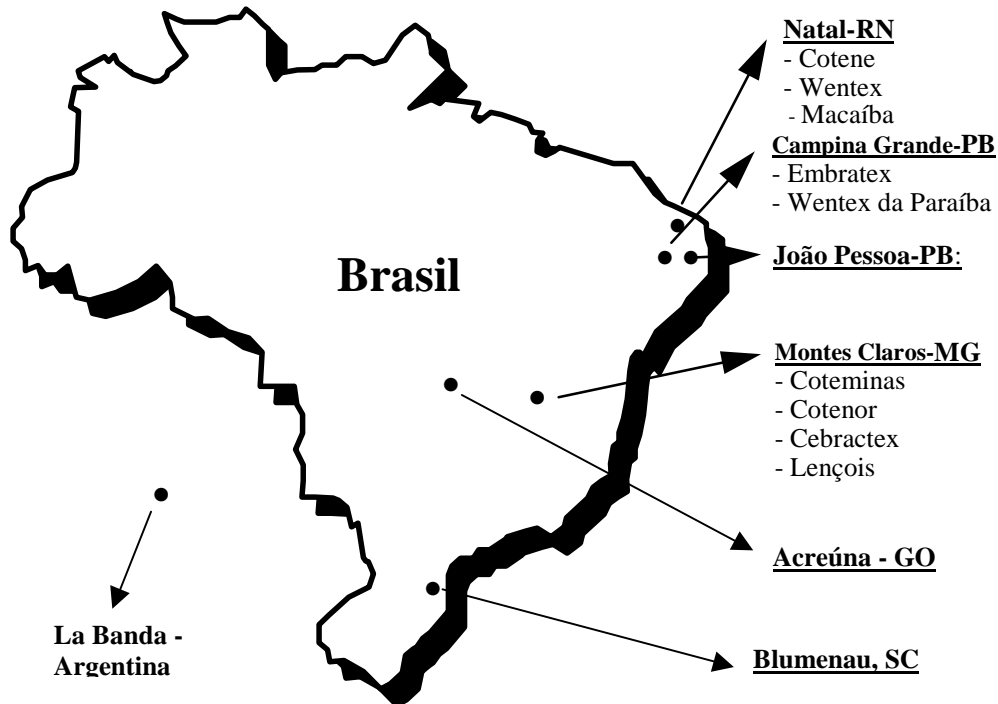 Natal-RN
- Cotene
- Wentex
- Macaíba
Campina Grande-PB
- Embratex
- Wentex da Paraíba
João Pessoa-PB:
Brasil
Montes Claros-MG
- Coteminas
- Cotenor
- Cebractex
- Lençois
Acreúna - GO
La Banda -
Argentina
Blumenau, SC